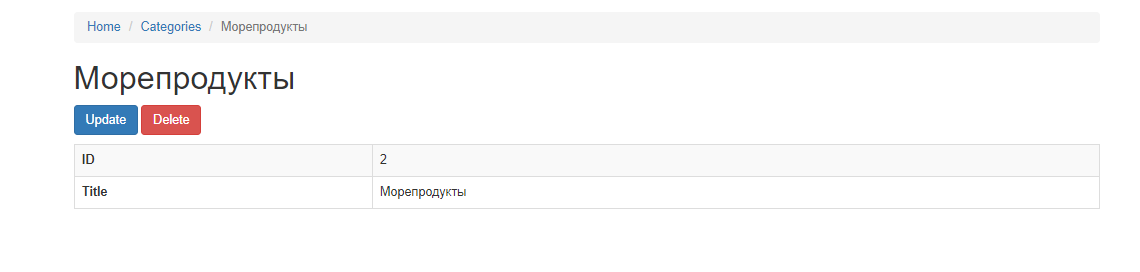 Home / Categories / Морепродукты
Морепродукты
Update Delete
ID 2
Title Морепродукты